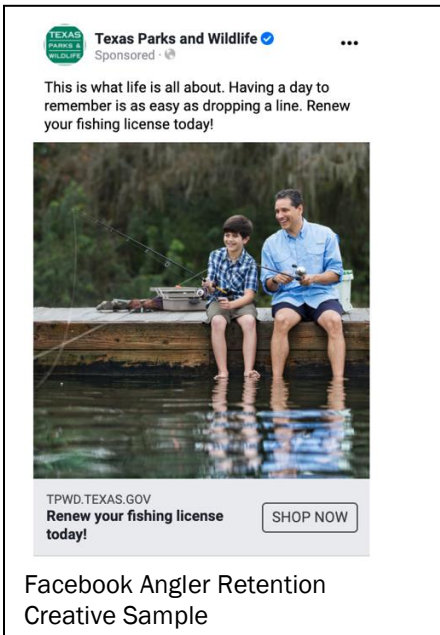 TEXAS
PARKS &
WILDLIFE
Texas Parks and Wildlife
Sponsored ·
This is what life is all about. Having a day to
remember is as easy as dropping a line. Renew
your fishing license today!
TPWD.TEXAS.GOV
Renew your fishing license
today!
SHOP NOW
Facebook Angler Retention
Creative Sample